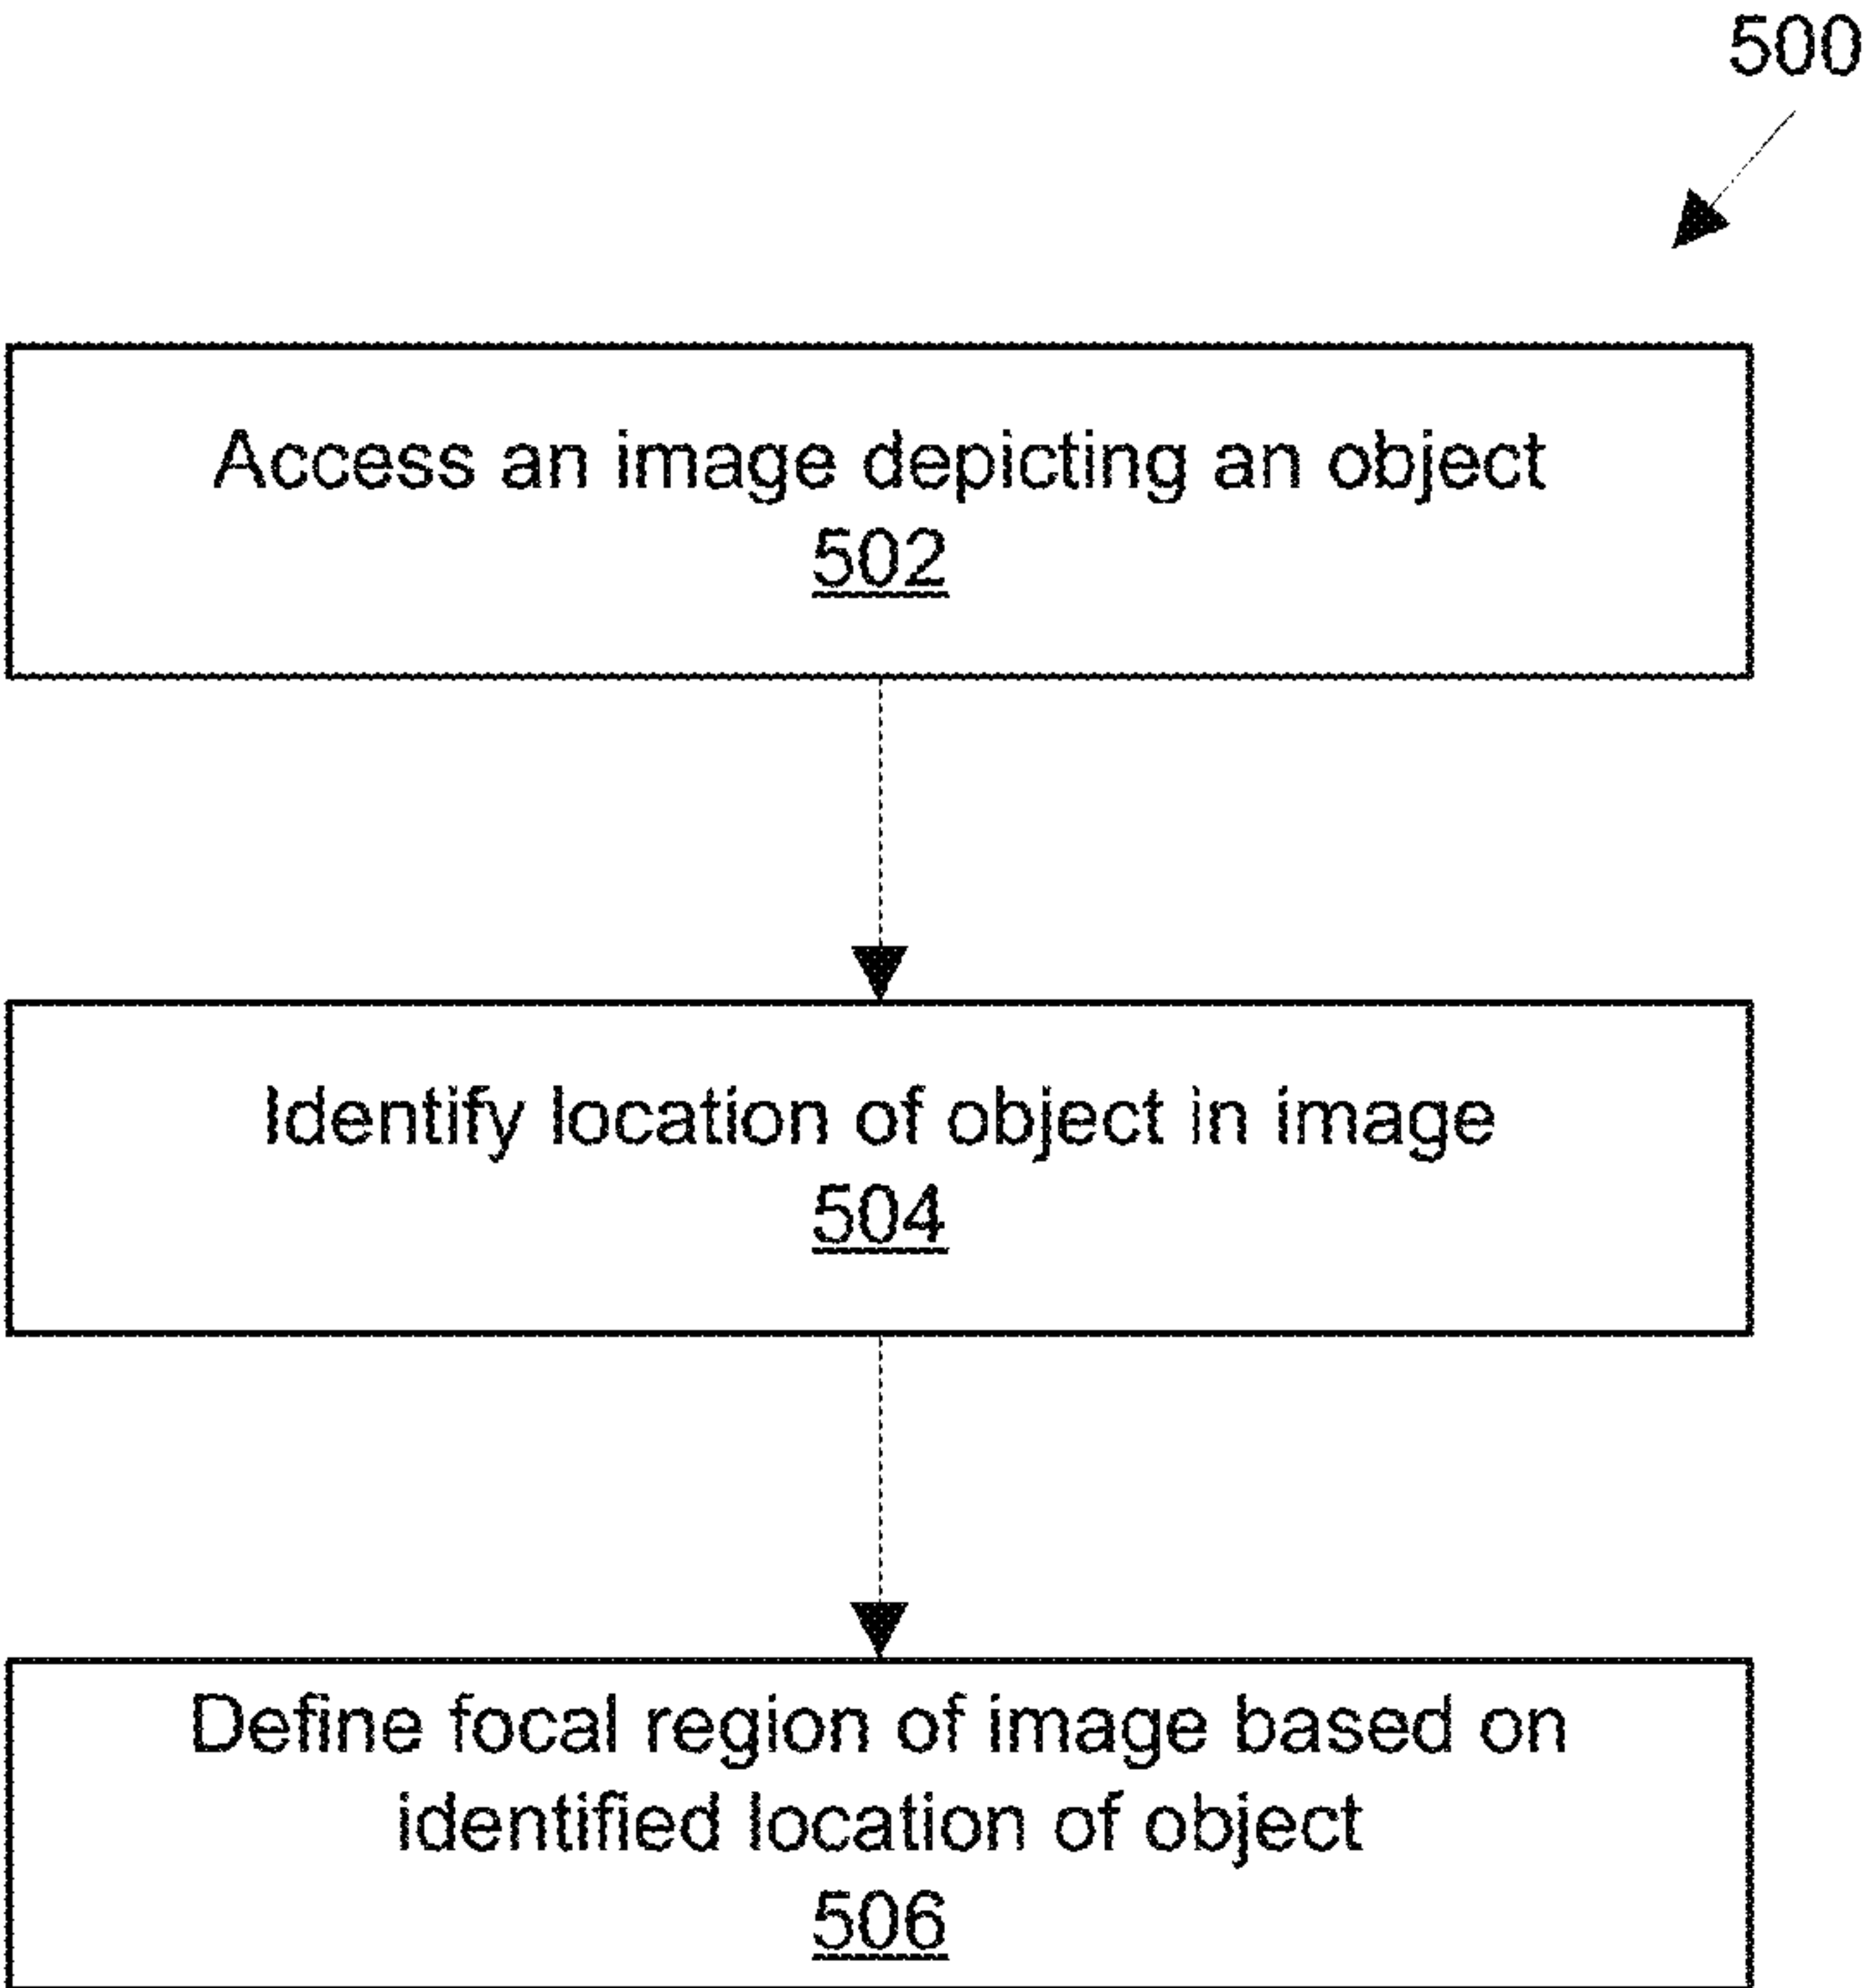 500
Access an image depicting an object
502
Identify location of object in image
504
Define focal region of image based on
identified location of object
506